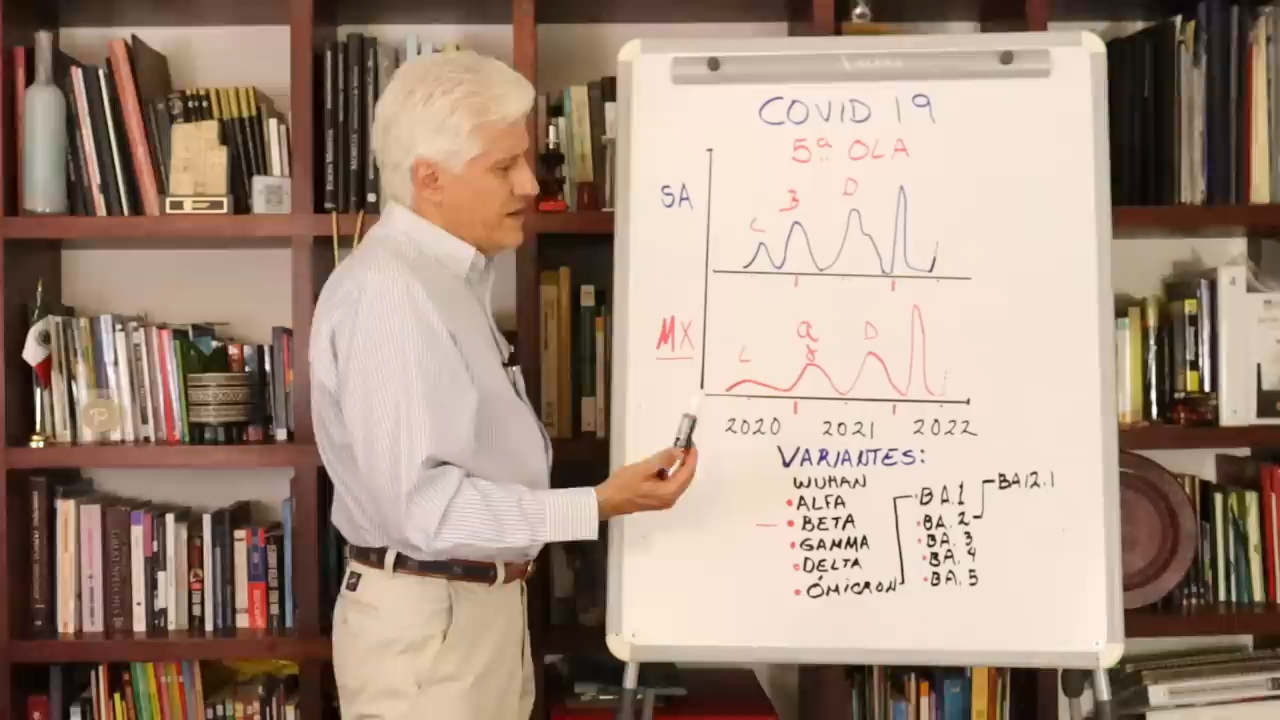 COVID 19
5ª OLA
SA
L B D
MX
L α γ D
2020 2021 2022
VARIANTES:
WUHAN
• ALFA
• BETA
• GAMMA
• DELTA
• ÓMICRON
• BA.1
• BA.2
• BA.3
• BA.4
• BA.5
BA12.1